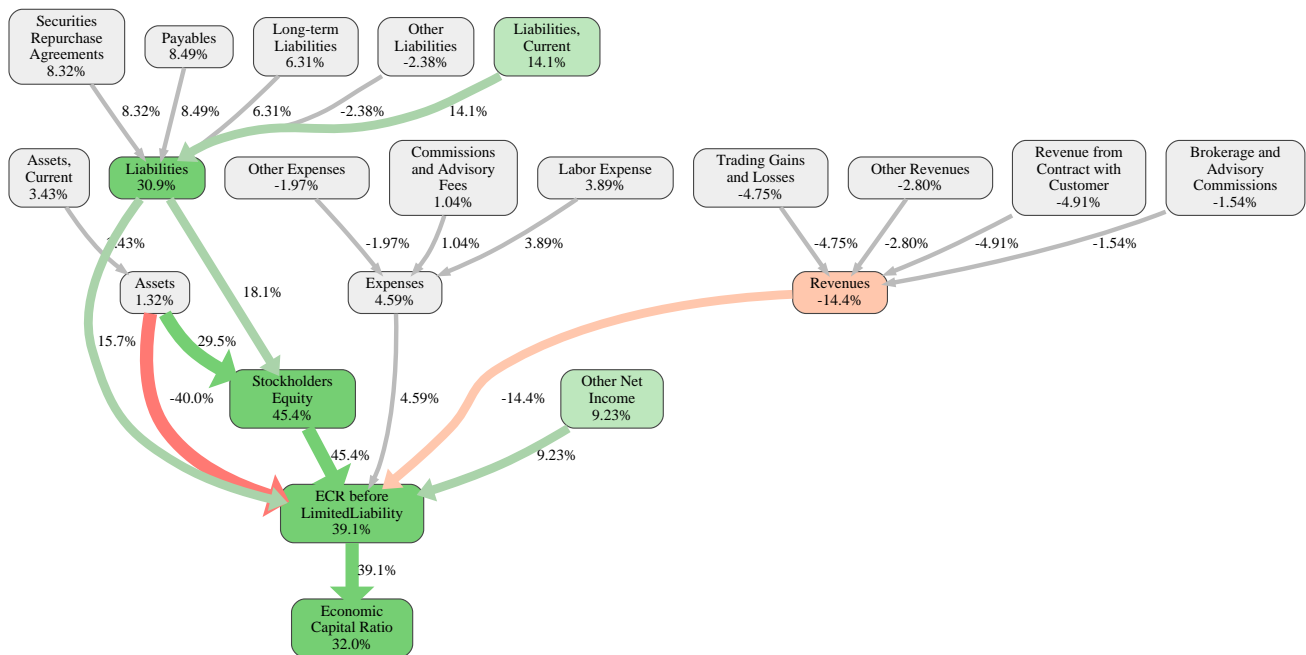 Securities
Repurchase
Agreements
8.32%
Payables
8.49%
Long-term
Liabilities
6.31%
Other
Liabilities
-2.38%
Liabilities,
Current
14.1%
8.32%
8.49%
6.31%
-2.38%
14.1%
Assets,
Current
3.43%
Liabilities
30.9%
Other Expenses
-1.97%
Commissions
and Advisory
Fees
1.04%
Labor Expense
3.89%
Trading Gains
and Losses
-4.75%
Other Revenues
-2.80%
Revenue from
Contract with
Customer
-4.91%
Brokerage and
Advisory
Commissions
-1.54%
3.43%
-1.97%
1.04%
3.89%
-4.75%
-2.80%
-4.91%
-1.54%
Assets
1.32%
18.1%
Expenses
4.59%
Revenues
-14.4%
15.7%
29.5%
-40.0%
Stockholders
Equity
45.4%
4.59%
-14.4%
Other Net
Income
9.23%
45.4%
9.23%
ECR before
LimitedLiability
39.1%
39.1%
Economic
Capital Ratio
32.0%